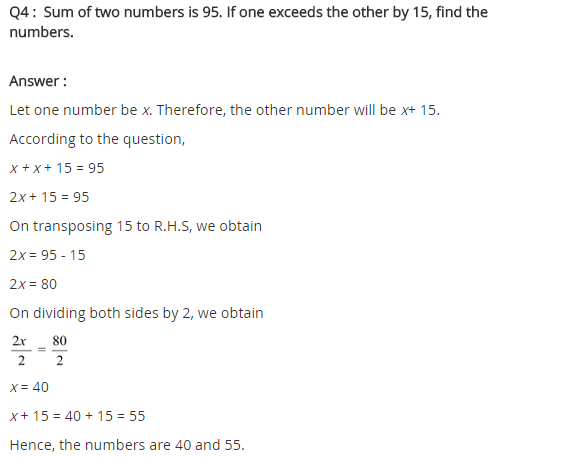 Q4 : Sum of two numbers is 95. If one exceeds the other by 15, find the
numbers.
Answer :
Let one number be x. Therefore, the other number will be x+ 15.
According to the question,
x + x + 15 = 95
2x + 15 = 95
On transposing 15 to R.H.S, we obtain
2x = 95 - 15
2x = 80
On dividing both sides by 2, we obtain
2x/2 = 80/2
x = 40
x + 15 = 40 + 15 = 55
Hence, the numbers are 40 and 55.